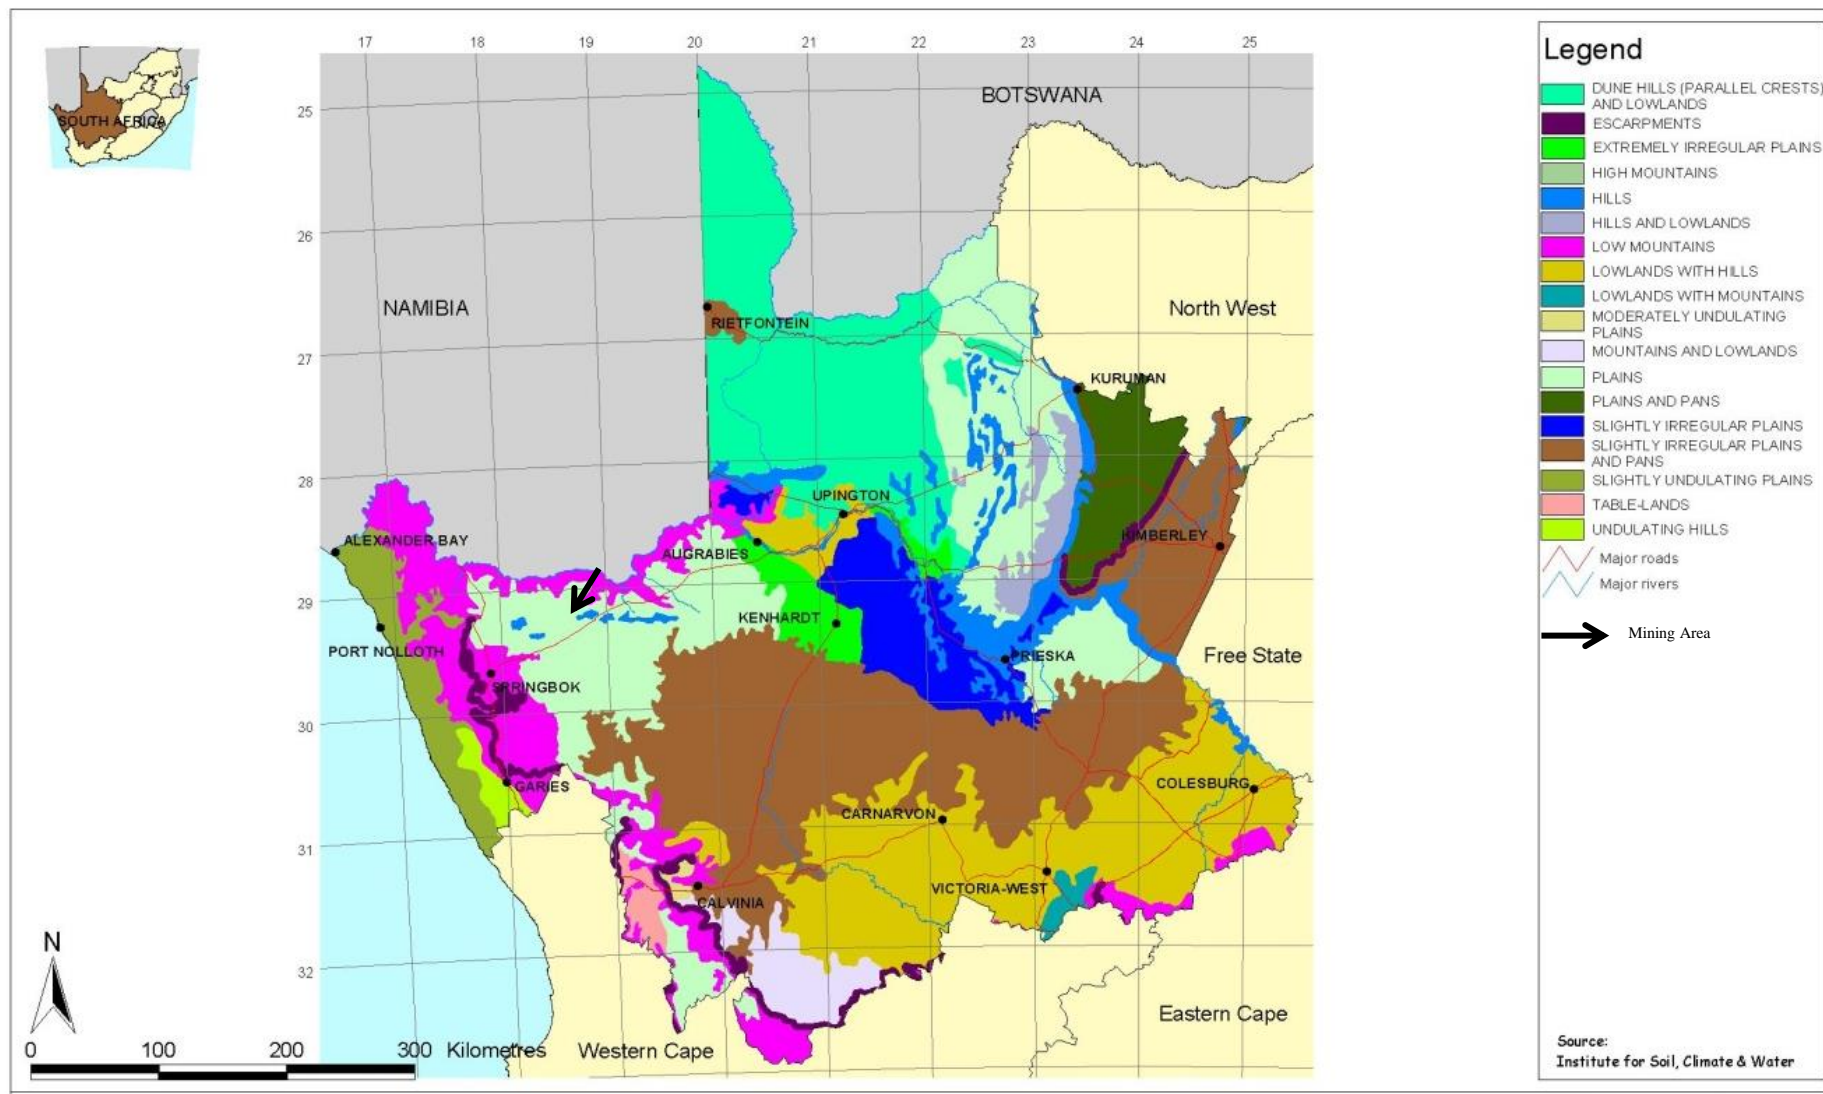 SOUTH AFRICA
17 18 19 20 21 22 23 24 25
25
26
27
28
29
30
31
32
BOTSWANA
NAMIBIA
North West
RIETFONTEIN
KURUMAN
UPINGTON
KIMBERLEY
ALEXANDER BAY
AUGRABIES
KENHARDT
PORT NOLLOTH
PRIESKA
Free State
SPRINGBOK
GARIES
COLESBURG
CARNARVON
VICTORIA-WEST
CALVINIA
Eastern Cape
Western Cape
N
0 100 200 300 Kilometres
Legend
DUNE HILLS (PARALLEL CRESTS)
AND LOWLANDS
ESCARPMENTS
EXTREMELY IRREGULAR PLAINS
HIGH MOUNTAINS
HILLS
HILLS AND LOWLANDS
LOW MOUNTAINS
LOWLANDS WITH HILLS
LOWLANDS WITH MOUNTAINS
MODERATELY UNDULATING
PLAINS
MOUNTAINS AND LOWLANDS
PLAINS
PLAINS AND PANS
SLIGHTLY IRREGULAR PLAINS
SLIGHTLY IRREGULAR PLAINS
AND PANS
SLIGHTLY UNDULATING PLAINS
TABLE-LANDS
UNDULATING HILLS
Major roads
Major rivers
Mining Area
Source:
Institute for Soil, Climate & Water